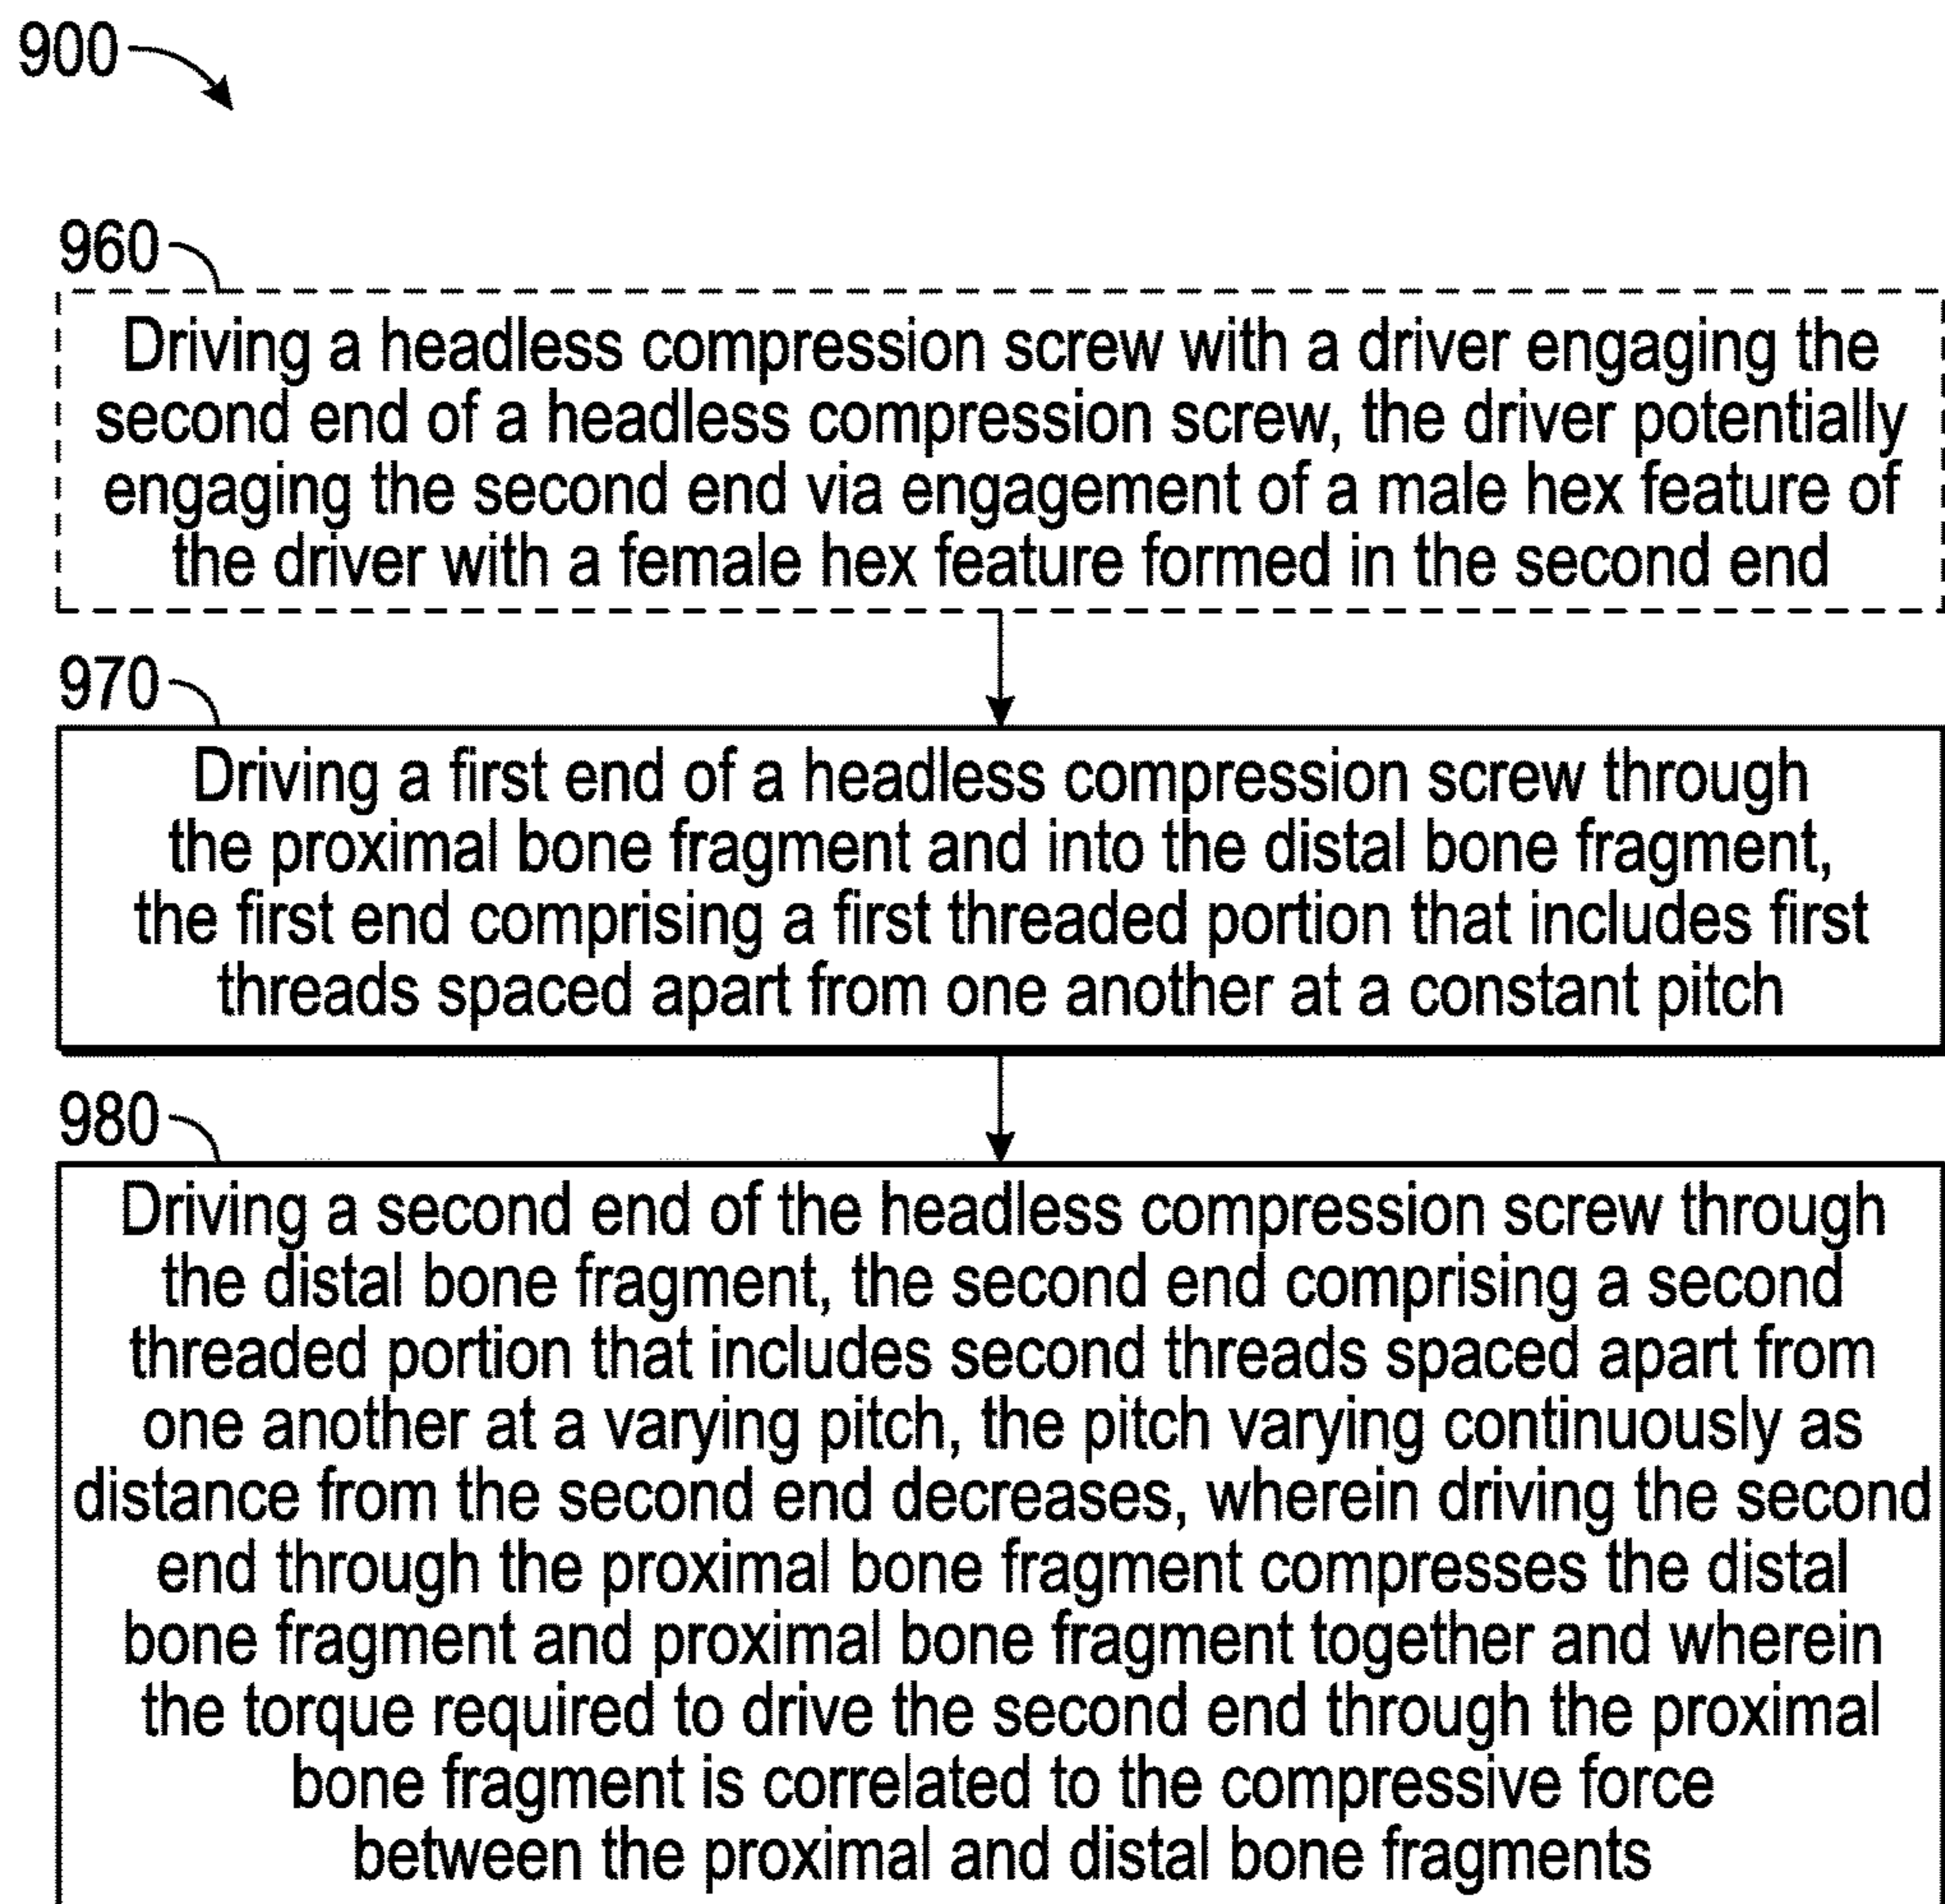 900
960
Driving a headless compression screw with a driver engaging the
second end of a headless compression screw, the driver potentially
engaging the second end via engagement of a male hex feature of
the driver with a female hex feature formed in the second end
970
Driving a first end of a headless compression screw through
the proximal bone fragment and into the distal bone fragment,
the first end comprising a first threaded portion that includes first
threads spaced apart from one another at a constant pitch
980
Driving a second end of the headless compression screw through
the distal bone fragment, the second end comprising a second
threaded portion that includes second threads spaced apart from
one another at a varying pitch, the pitch varying continuously as
distance from the second end decreases, wherein driving the second
end through the proximal bone fragment compresses the distal
bone fragment and proximal bone fragment together and wherein
the torque required to drive the second end through the proximal
bone fragment is correlated to the compressive force
between the proximal and distal bone fragments